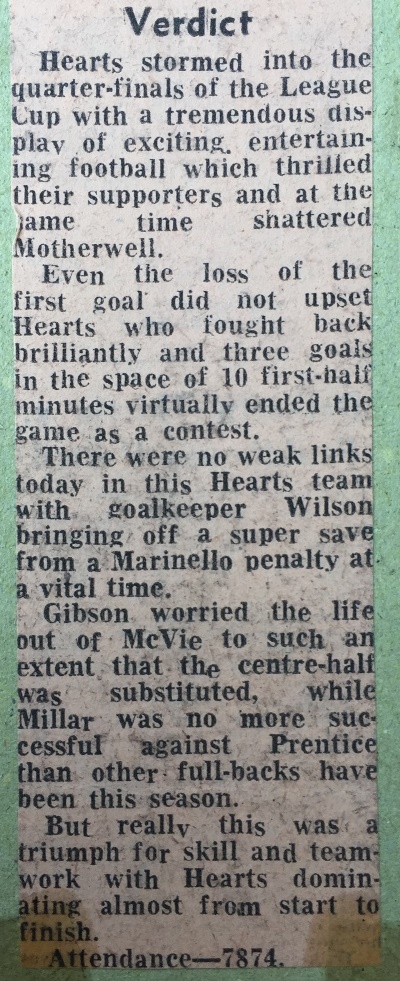 Verdict
Hearts stormed into the
quarter-finals of the League
Cup with a tremendous dis-
play of exciting, entertain-
ing football which thrilled
their supporters and at the
same time shattered
Motherwell.
Even the loss of the
first goal did not upset
Hearts who fought back
brilliantly and three goals
in the space of 10 first-half
minutes virtually ended the
game as a contest.
There were no weak links
today in this Hearts team
with goalkeeper Wilson
bringing off a super save
from a Marinello penalty at
a vital time.
Gibson worried the life
out of McVie to such an
extent that the centre-half
was substituted, while
Millar was no more suc-
cessful against Prentice
than other full-backs have
been this season.
But really this was a
triumph for skill and team-
work with Hearts domin-
ating almost from start to
finish.
Attendance—7874.